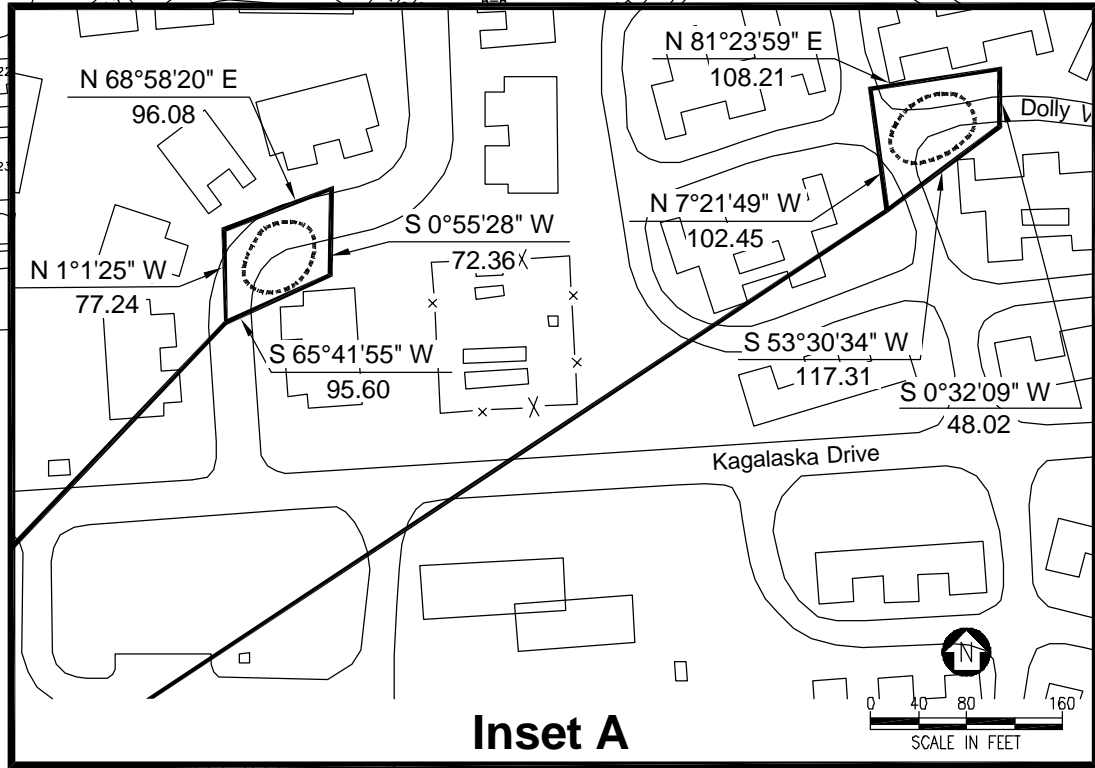 N 81°23'59" E
108.21
N 68°58'20" E
96.08
Dolly
N 7°21'49" W
102.45
S 0°55'28" W
72.36
N 1°1'25" W
77.24
S 65°41'55" W
95.60
S 53°30'34" W
117.31
S 0°32'09" W
48.02
Kagalaska Drive
N
Inset A
0 40 80 160
SCALE IN FEET